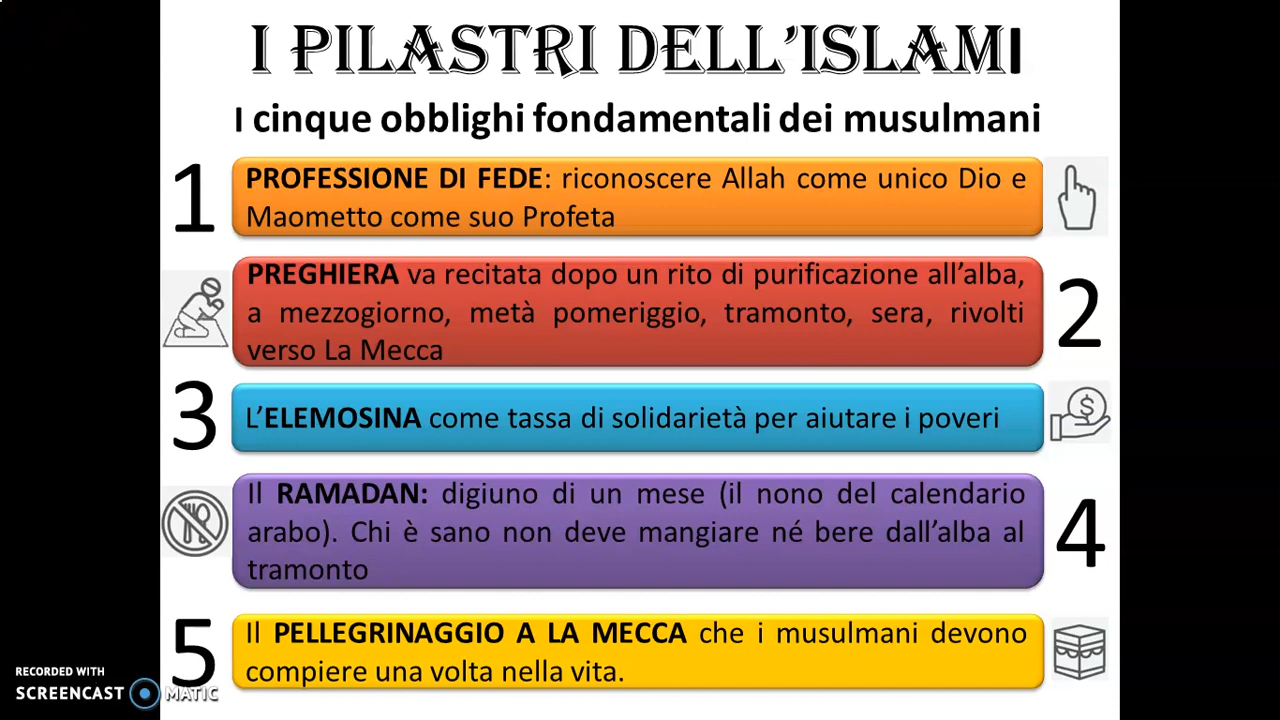 I PILASTRI DELL’ISLAMI
I cinque obblighi fondamentali dei musulmani
1
PROFESSIONE DI FEDE: riconoscere Allah come unico Dio e
Maometto come suo Profeta
PREGHIERA va recitata dopo un rito di purificazione all’alba,
a mezzogiorno, metà pomeriggio, tramonto, sera, rivolti
verso La Mecca
2
3
L’ELEMOSINA come tassa di solidarietà per aiutare i poveri
$
Il RAMADAN: digiuno di un mese (il nono del calendario
arabo). Chi è sano non deve mangiare né bere dall’alba al
tramonto
4
5
Il PELLEGRINAGGIO A LA MECCA che i musulmani devono
compiere una volta nella vita.
RECORDED WITH
SCREENCAST MATIC